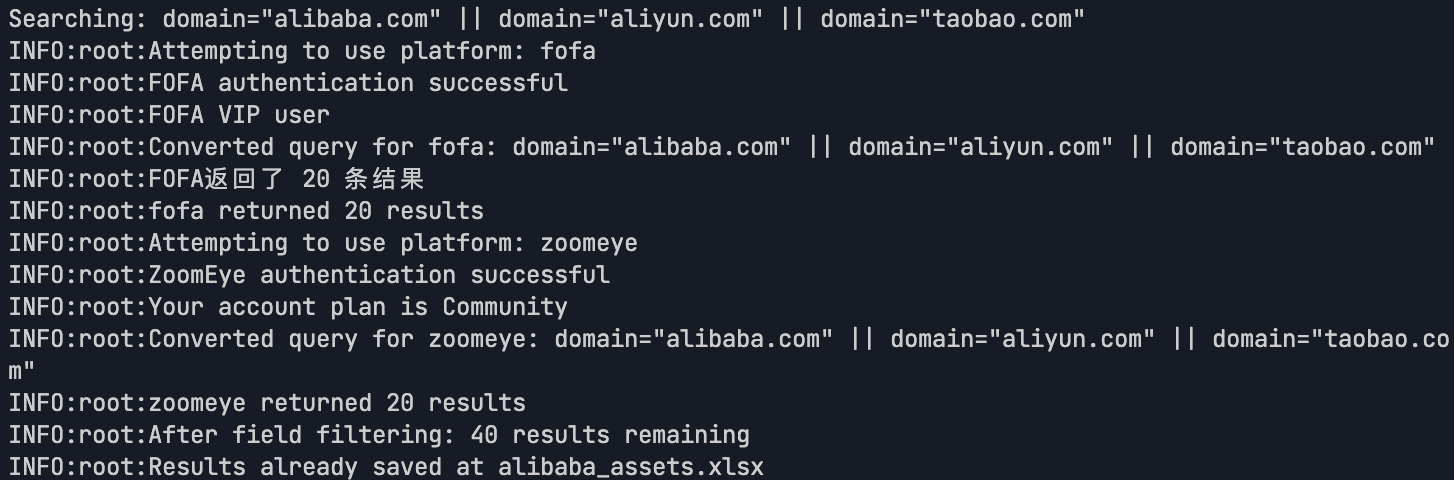 Searching: domain="alibaba.com" || domain="aliyun.com" || domain="taobao.com"
INFO:root:Attempting to use platform: fofa
INFO:root:FOFA authentication successful
INFO:root:FOFA VIP user
INFO:root:Converted query for fofa: domain="alibaba.com" || domain="aliyun.com" || domain="taobao.com"
INFO:root:FOFA返回了 20 条结果
INFO:root:fofa returned 20 results
INFO:root:Attempting to use platform: zoomeye
INFO:root:ZoomEye authentication successful
INFO:root:Your account plan is Community
INFO:root:Converted query for zoomeye: domain="alibaba.com" || domain="aliyun.com" || domain="taobao.co
m"
INFO:root:zoomeye returned 20 results
INFO:root:After field filtering: 40 results remaining
INFO:root:Results already saved at alibaba_assets.xlsx